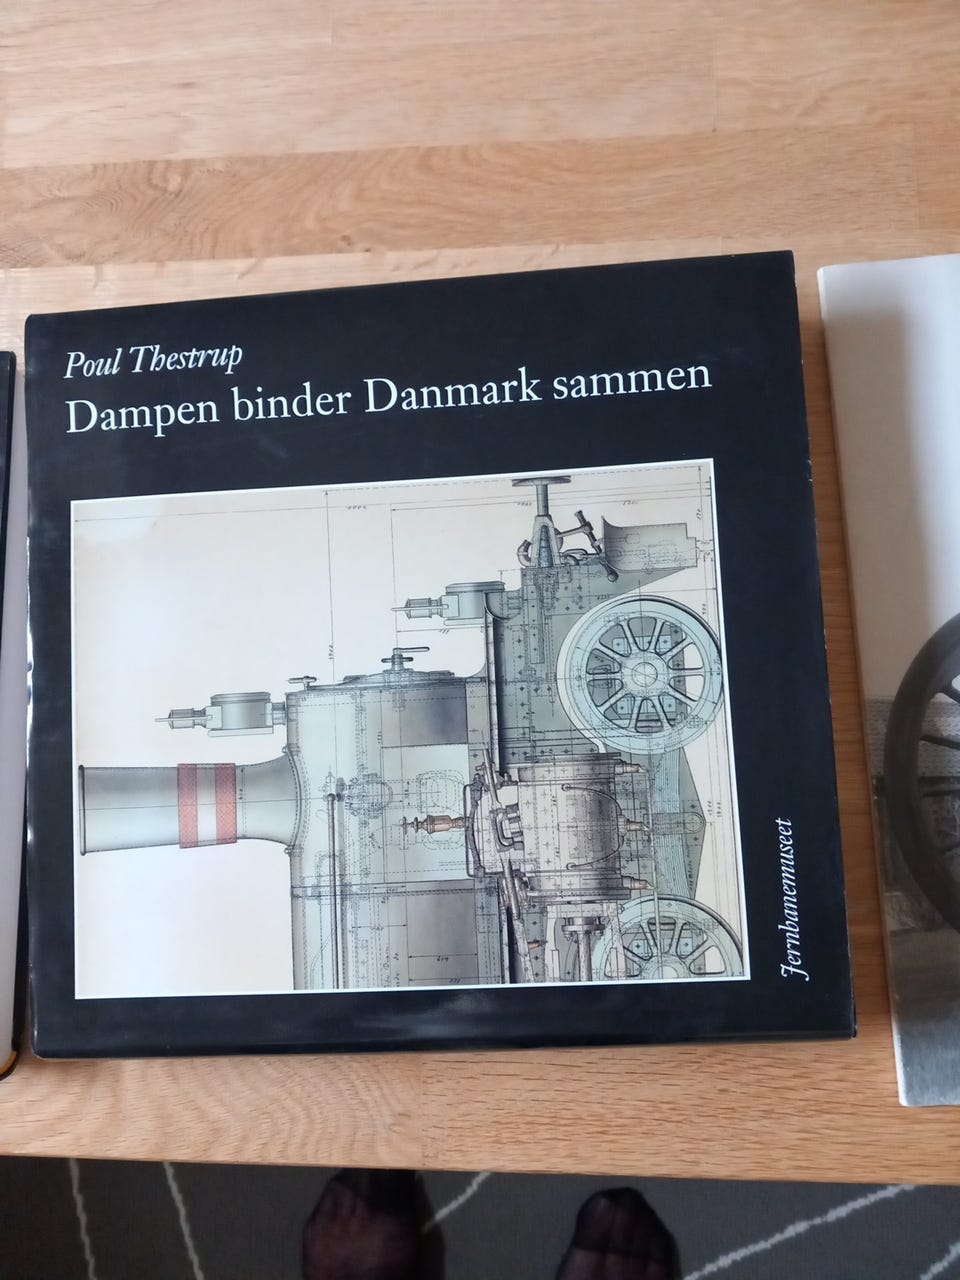 Poul Thestrup
Dampen binder Danmark sammen
Jernbanemuseet